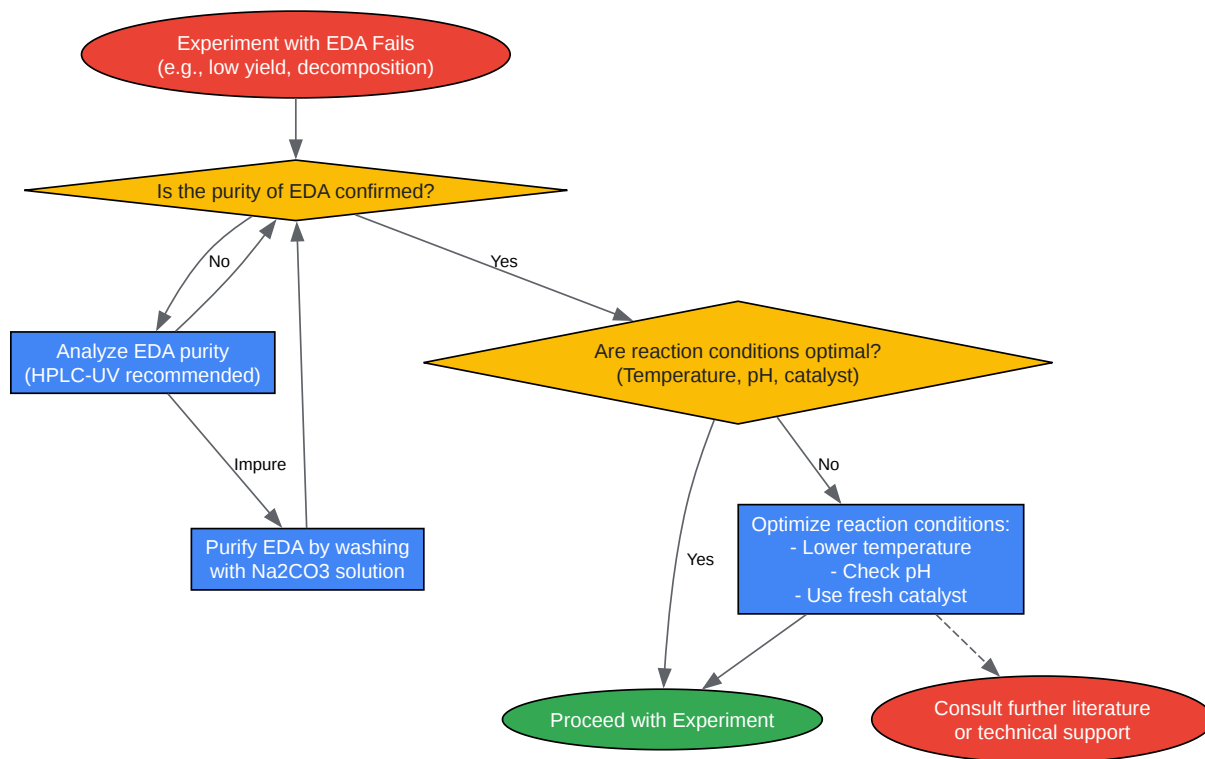 Experiment with EDA Fails
(e.g., low yield, decomposition)
Is the purity of EDA confirmed?
No
Yes
Analyze EDA purity
(HPLC-UV recommended)
Are reaction conditions optimal?
(Temperature, pH, catalyst)
Impure
No
Purify EDA by washing
with Na2CO3 solution
Yes
Optimize reaction conditions:
- Lower temperature
- Check pH
- Use fresh catalyst
Proceed with Experiment
Consult further literature
or technical support